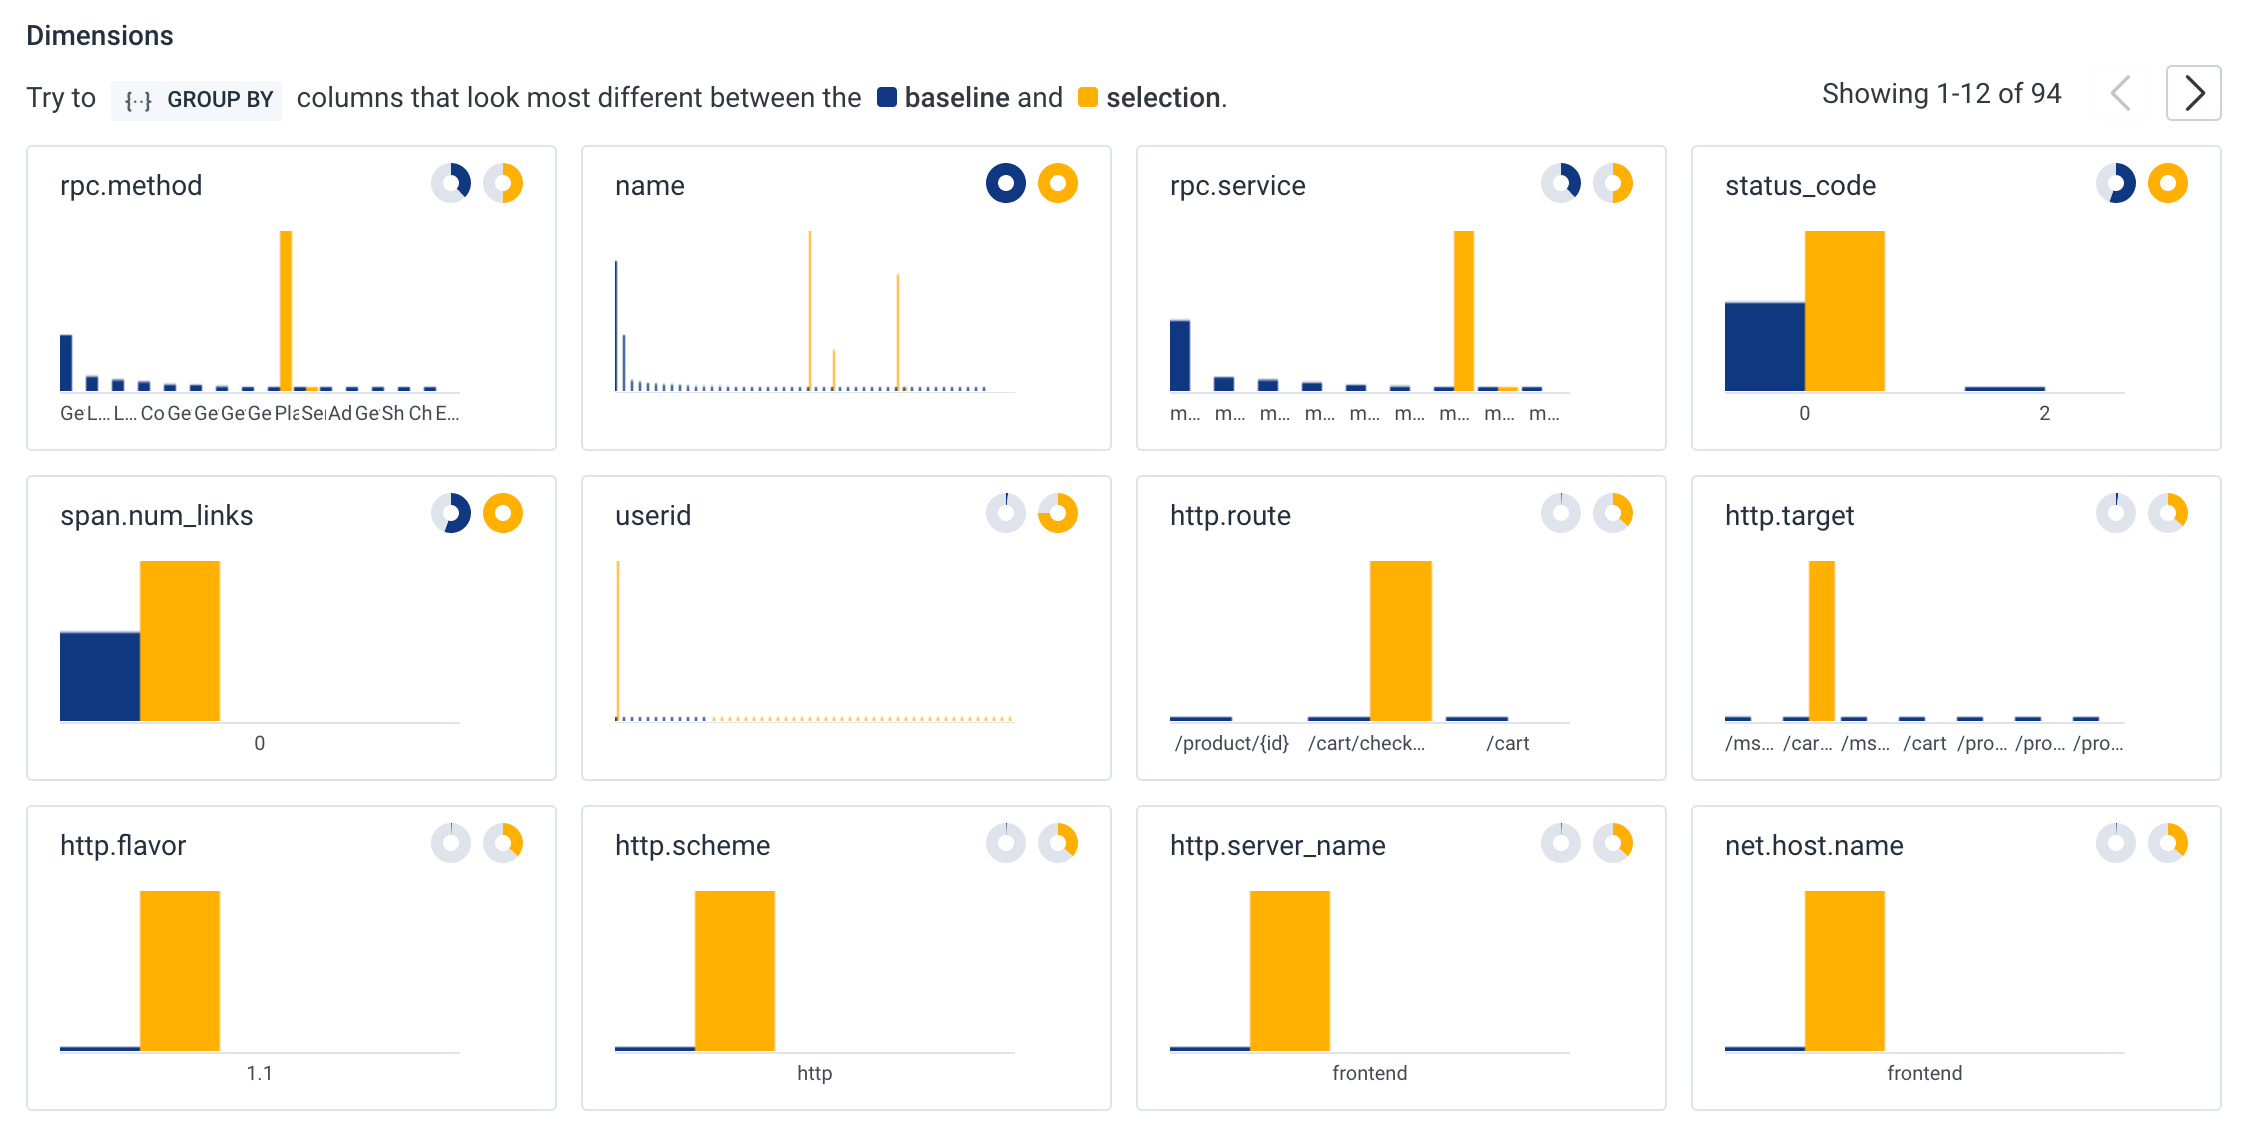 Dimensions
Try to {··} GROUP BY columns that look most different between the baseline and selection.
Showing 1-12 of 94
rpc.method
Ge L... L... Co Ge Ge Ge Ge Pla Ser Ad Ge Sh Ch E...
name
rpc.service
m... m... m... m... m... m... m... m... m...
status_code
0 2
span.num_links
0
userid
http.route
/product/{id} /cart/check... /cart
http.target
/ms... /car... /ms... /cart /pro... /pro... /pro...
http.flavor
1.1
http.scheme
http
http.server_name
frontend
net.host.name
frontend